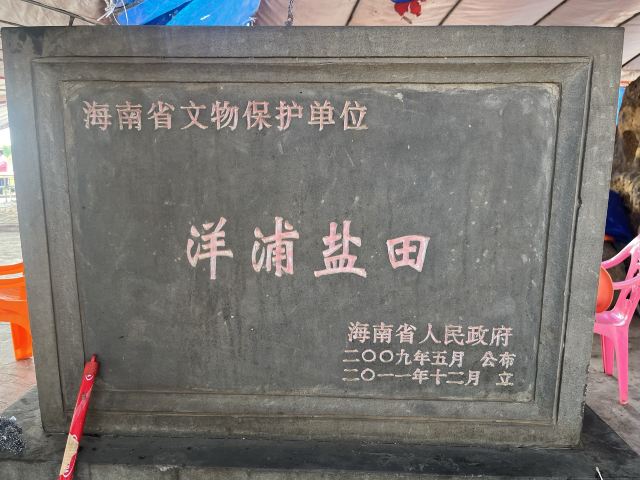 海南省文物保护单位
洋浦盐田
海南省人民政府
二〇〇九年五月 公布
二〇一一年十二月 立